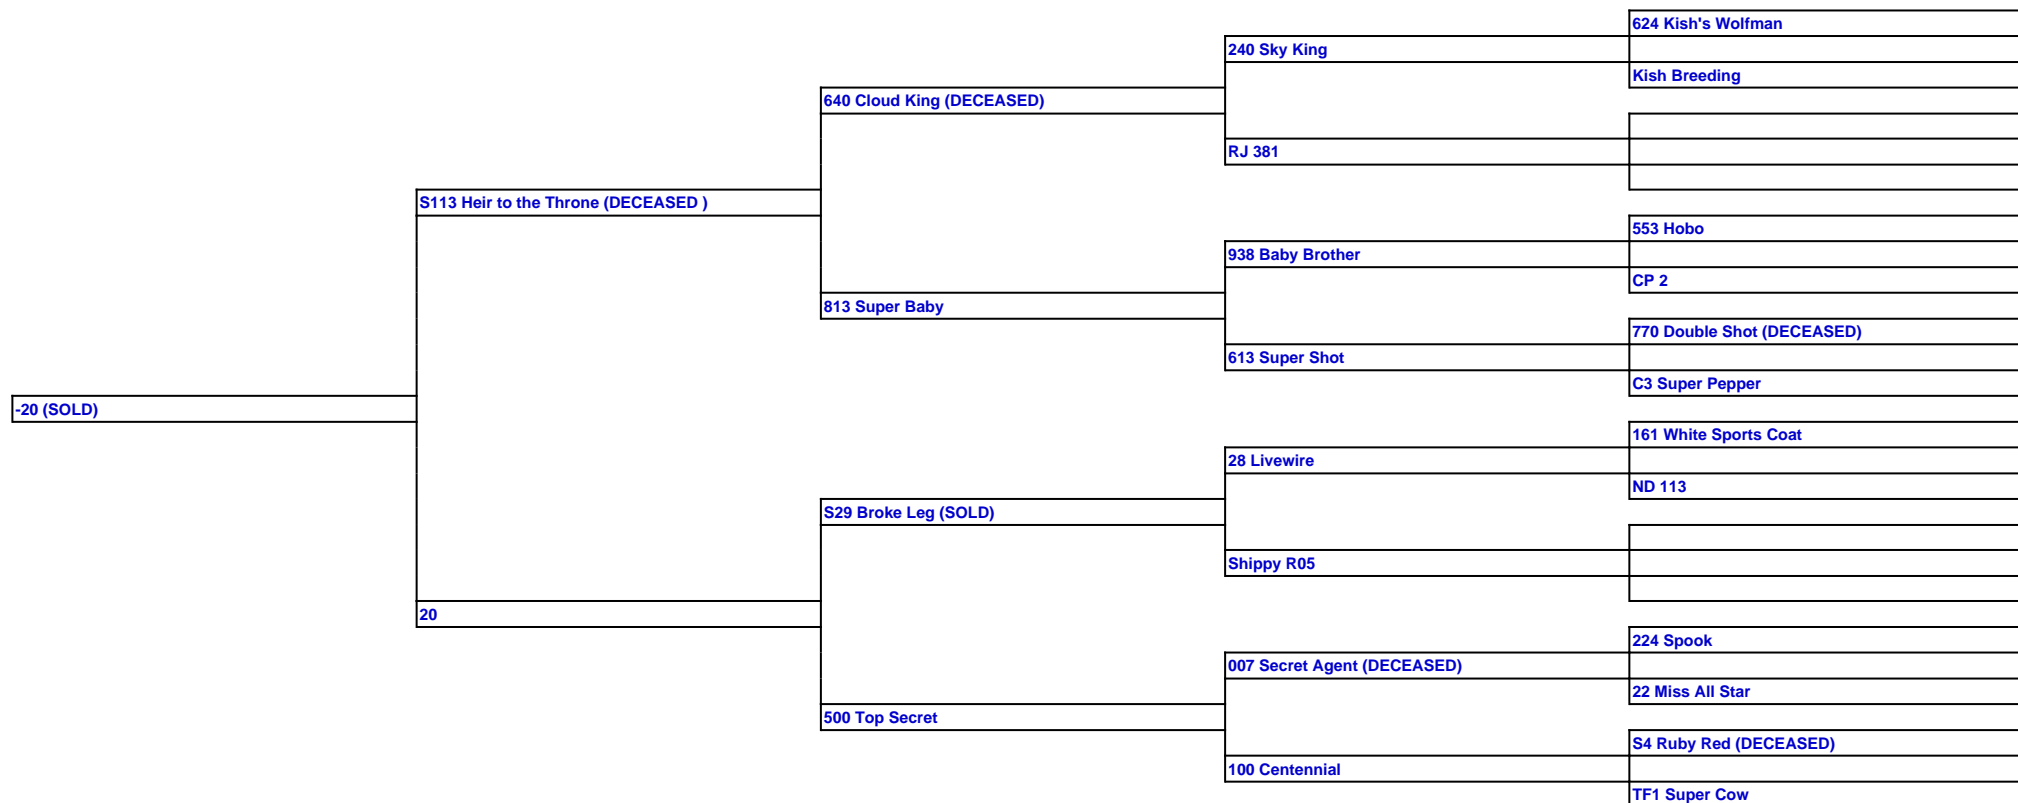 624 Kish's Wolfman
240 Sky King
Kish Breeding
640 Cloud King (DECEASED)
RJ 381
S113 Heir to the Throne (DECEASED )
553 Hobo
938 Baby Brother
CP 2
813 Super Baby
770 Double Shot (DECEASED)
613 Super Shot
C3 Super Pepper
-20 (SOLD)
161 White Sports Coat
28 Livewire
ND 113
S29 Broke Leg (SOLD)
Shippy R05
20
224 Spook
007 Secret Agent (DECEASED)
22 Miss All Star
500 Top Secret
S4 Ruby Red (DECEASED)
100 Centennial
TF1 Super Cow